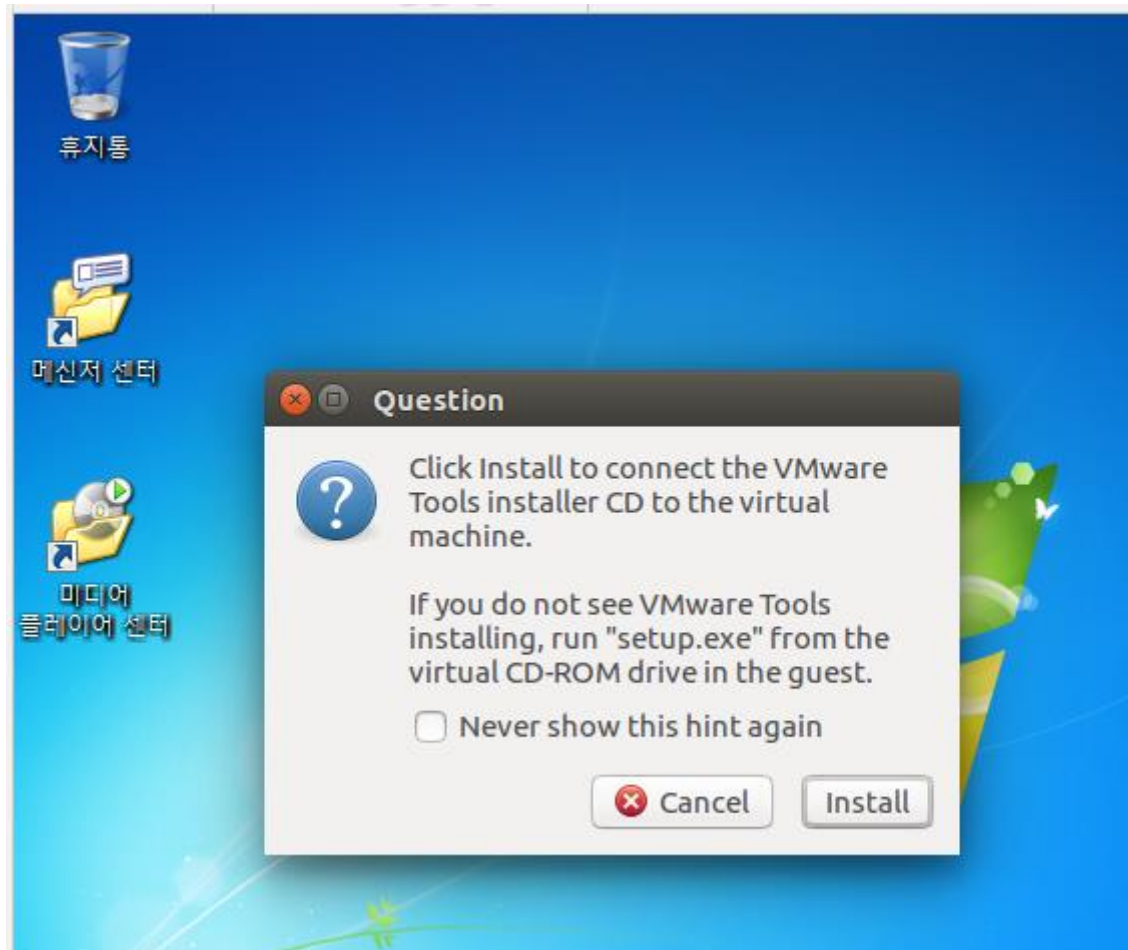 휴지통
메신저 센터
미디어
플레이어 센터
Question
Click Install to connect the VMware
Tools installer CD to the virtual
machine.
If you do not see VMware Tools
installing, run "setup.exe" from the
virtual CD-ROM drive in the guest.
Never show this hint again
Cancel
Install